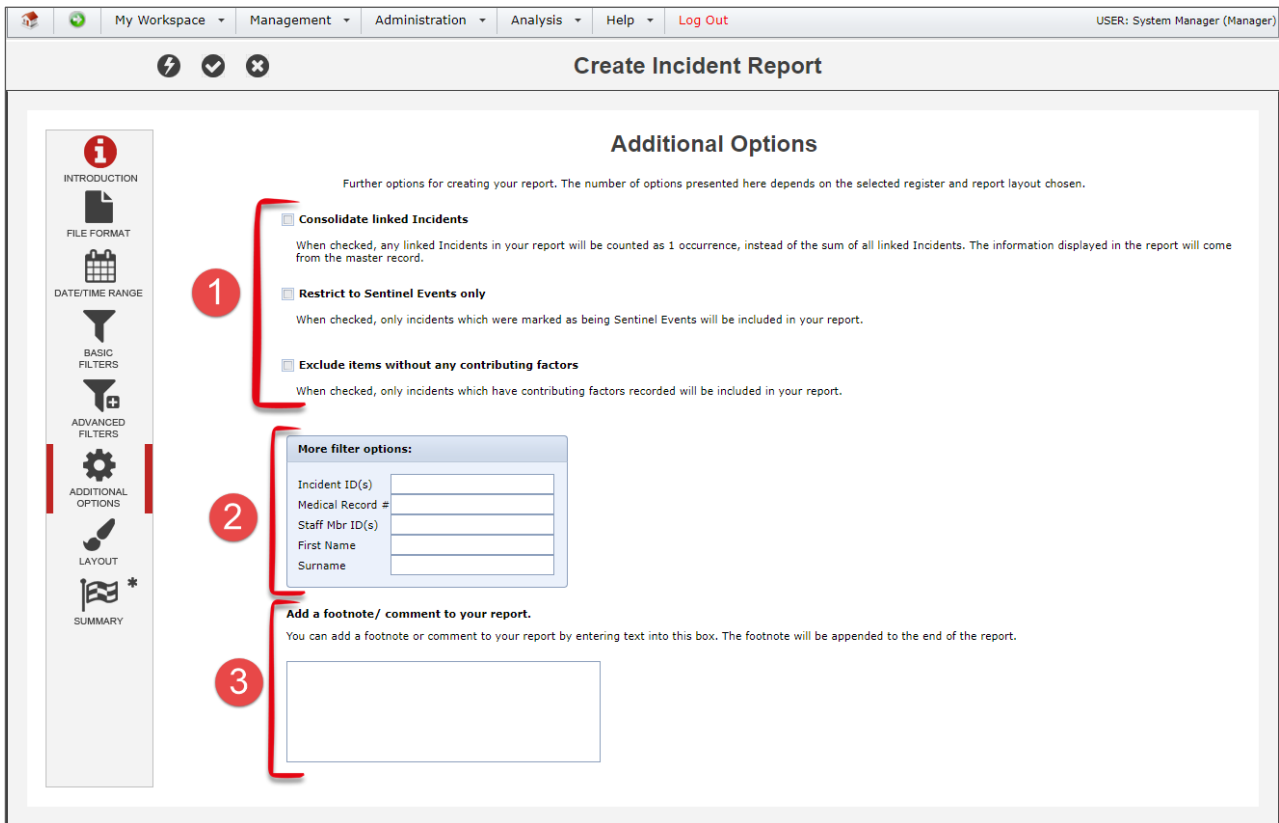 My Workspace Management Administration Analysis Help Log Out USER: System Manager (Manager)
Create Incident Report
INTRODUCTION
FILE FORMAT
DATE/TIME RANGE
BASIC
FILTERS
ADVANCED
FILTERS
ADDITIONAL
OPTIONS
LAYOUT
*
SUMMARY
Additional Options
Further options for creating your report. The number of options presented here depends on the selected register and report layout chosen.
1
Consolidate linked Incidents
When checked, any linked Incidents in your report will be counted as 1 occurrence, instead of the sum of all linked Incidents. The information displayed in the report will come
from the master record.
Restrict to Sentinel Events only
When checked, only incidents which were marked as being Sentinel Events will be included in your report.
Exclude items without any contributing factors
When checked, only incidents which have contributing factors recorded will be included in your report.
2
More filter options:
Incident ID(s)
Medical Record #
Staff Mbr ID(s)
First Name
Surname
3
Add a footnote/ comment to your report.
You can add a footnote or comment to your report by entering text into this box. The footnote will be appended to the end of the report.